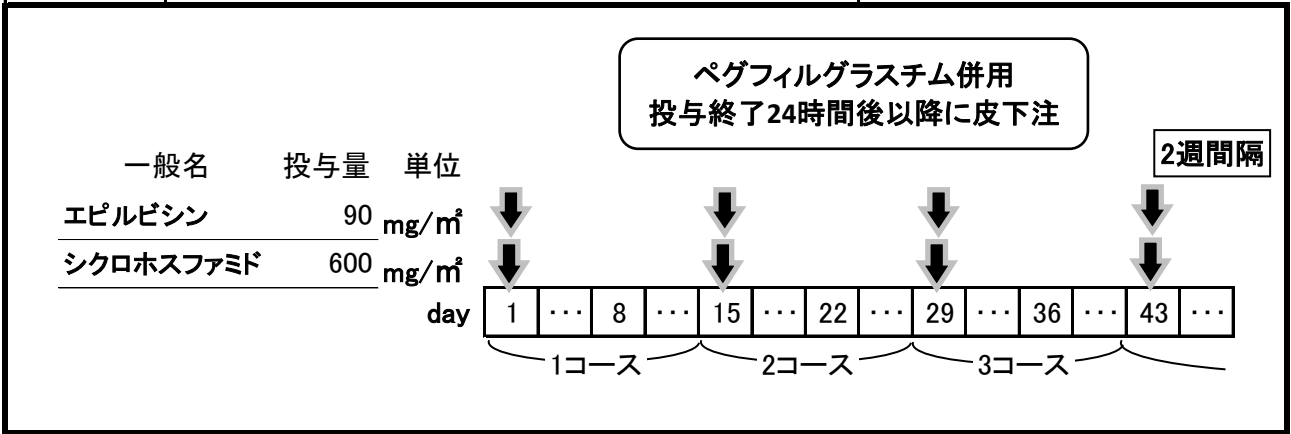 ペグフィルグラスチム併用
投与終了24時間後以降に皮下注
2週間隔
一般名 投与量 単位
エピルビシン 90 mg/㎡
シクロホスファミド 600 mg/㎡
day 1 ･･･ 8 ･･･ 15 ･･･ 22 ･･･ 29 ･･･ 36 ･･･ 43 ･･･
1コース 2コース 3コース